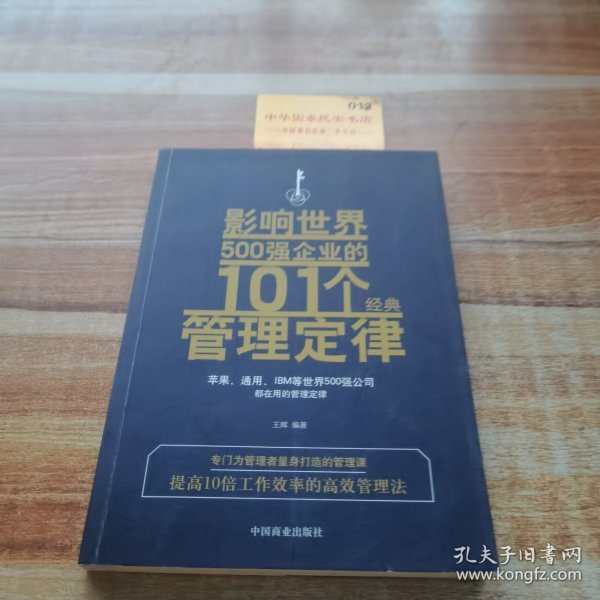 012
中华国泰民安书店
影响世界
500强企业的
101个经典
管理定律
苹果、通用、IBM等世界500强公司
都在用的管理定律
王辉 编著
专门为管理者量身打造的管理课
提高10倍工作效率的高效管理法
中国商业出版社
孔夫子旧书网
www.kongfz.com